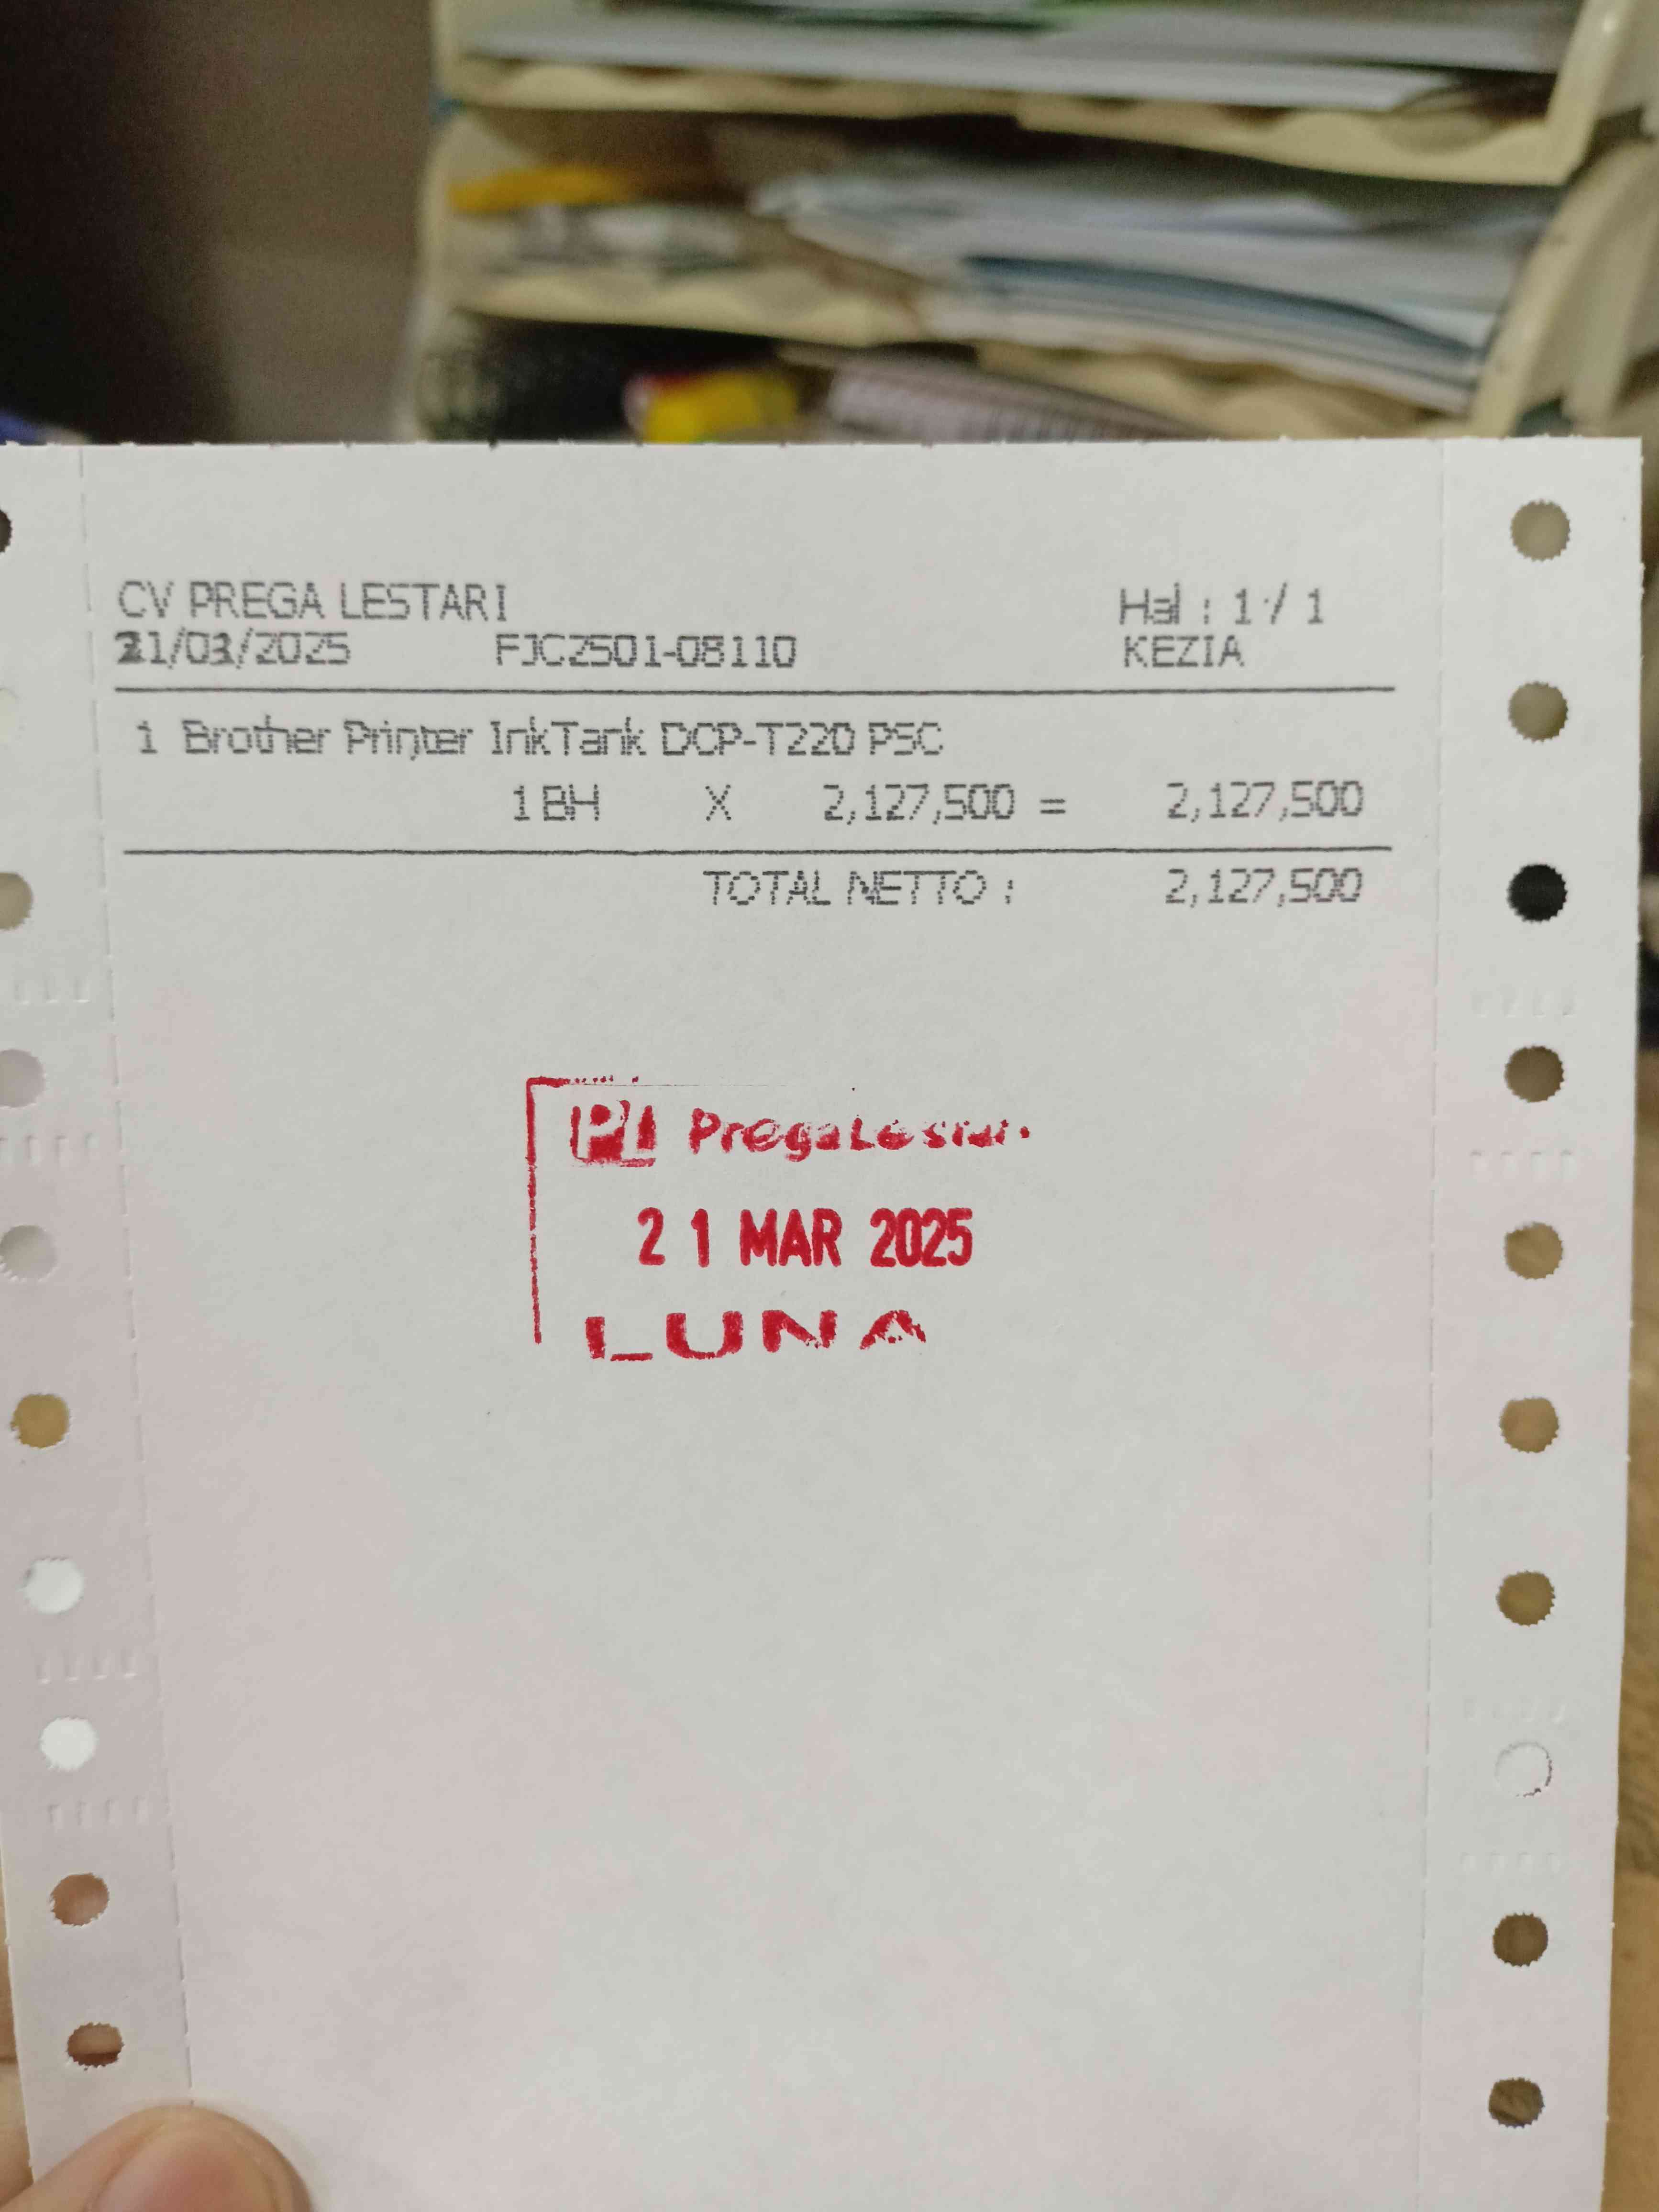 CV PREGA LESTARI
Hal : 1 / 1
21/03/2025 FJC2501-08110 KEZIA
1 Brother Printer InkTank DCP-T220 PSC
1 BH X 2,127,500 = 2,127,500
TOTAL NETTO : 2,127,500
PL PregaLestari
21 MAR 2025
LUNA